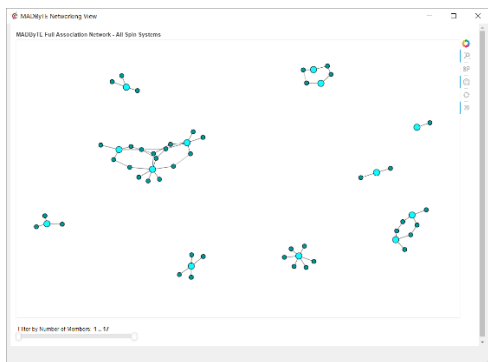 MADByTE Networking View
MADByTE Full Association Network - All Spin Systems
Filter by Number of Members: 1 .. 17